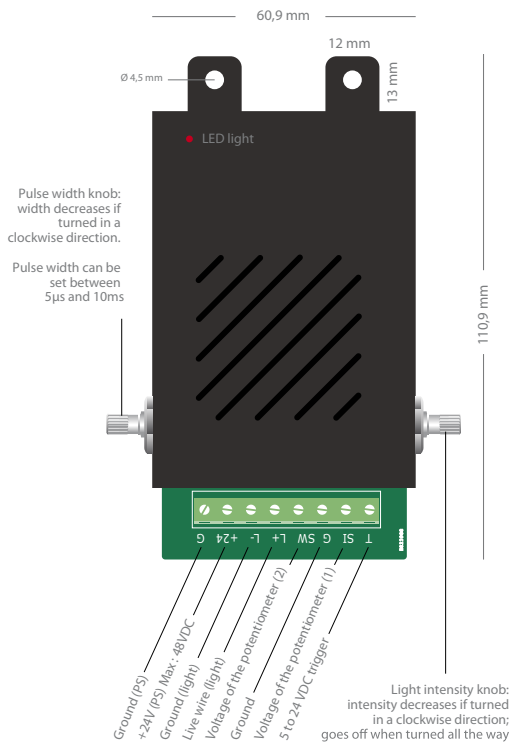 60,9 mm
12 mm
Ø 4,5 mm
13 mm
LED light
Pulse width knob:
width decreases if
turned in a
clockwise direction.
Pulse width can be
set between
5µs and 10ms
110,9 mm
G +24 L- L+ SW G SI T
Ground (PS)
+24V (PS) Max : 48VDC
Ground (light)
Live wire (light)
Voltage of the potentiometer (2)
Ground
Voltage of the potentiometer (1)
5 to 24 VDC trigger
Light intensity knob:
intensity decreases if turned
in a clockwise direction;
goes off when turned all the way